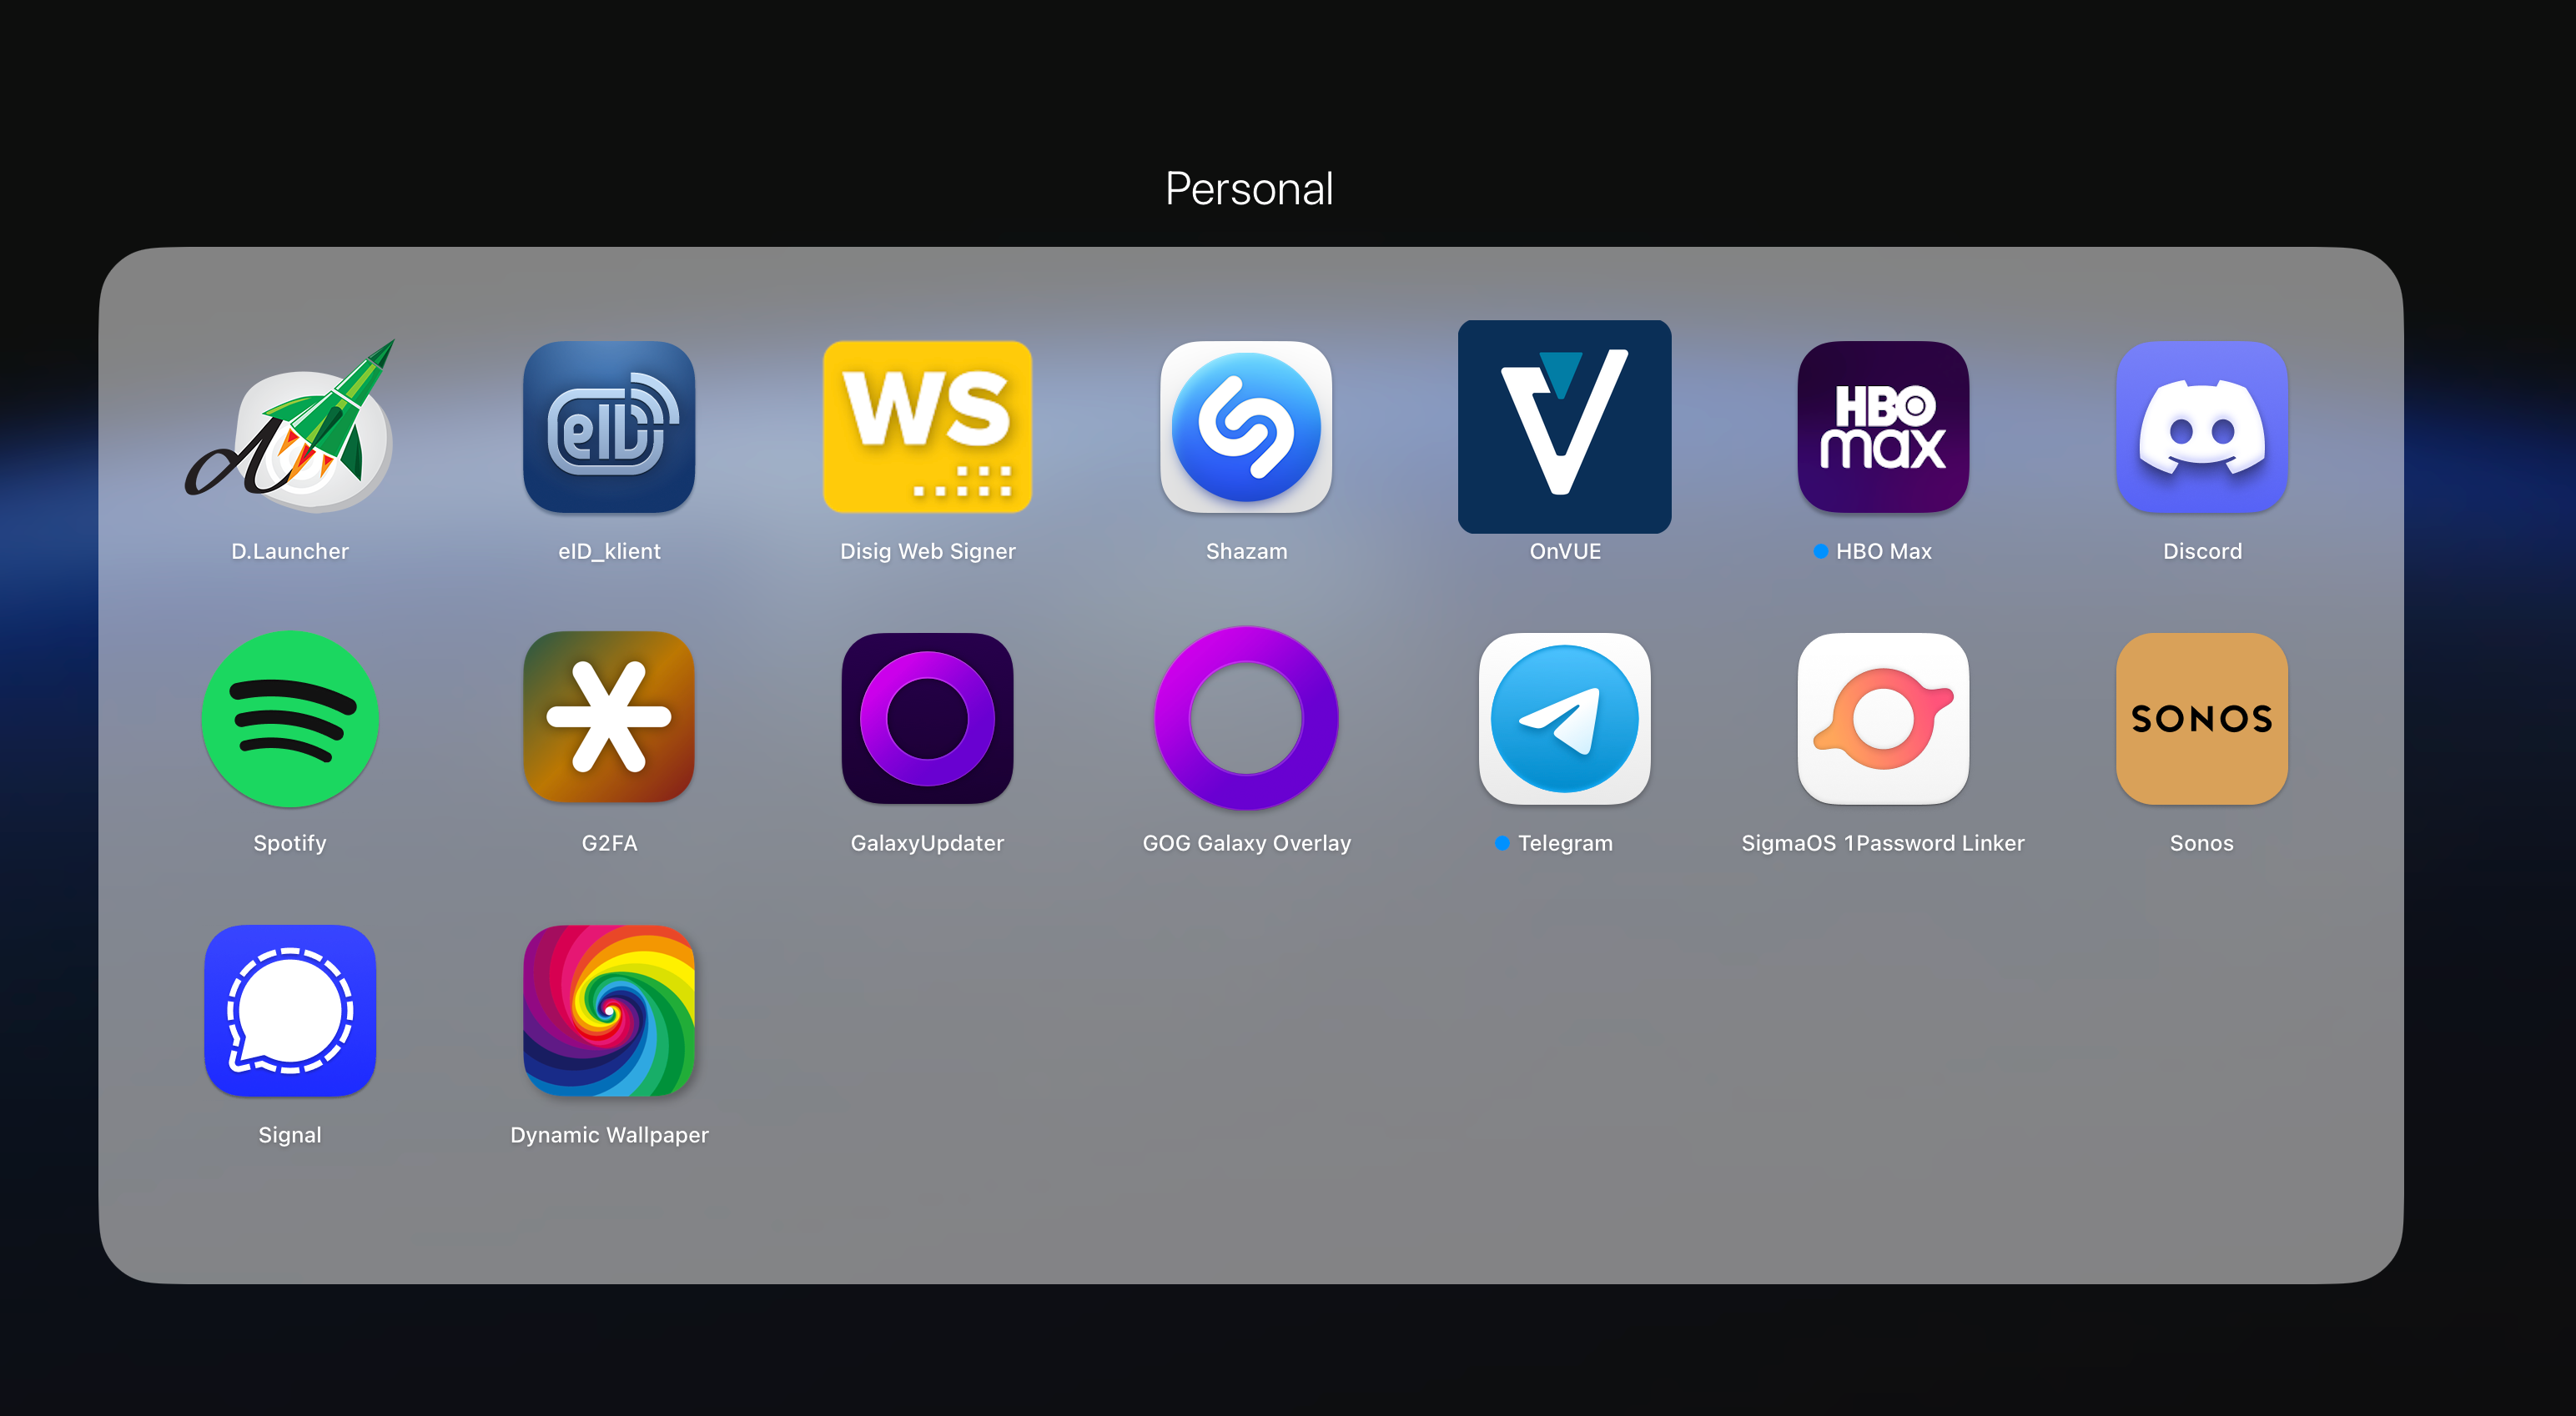 Personal
eID
WS
HBO
max
D.Launcher
eID_klient
Disig Web Signer
Shazam
OnVUE
HBO Max
Discord
SONOS
Spotify
G2FA
GalaxyUpdater
GOG Galaxy Overlay
Telegram
SigmaOS 1Password Linker
Sonos
Signal
Dynamic Wallpaper